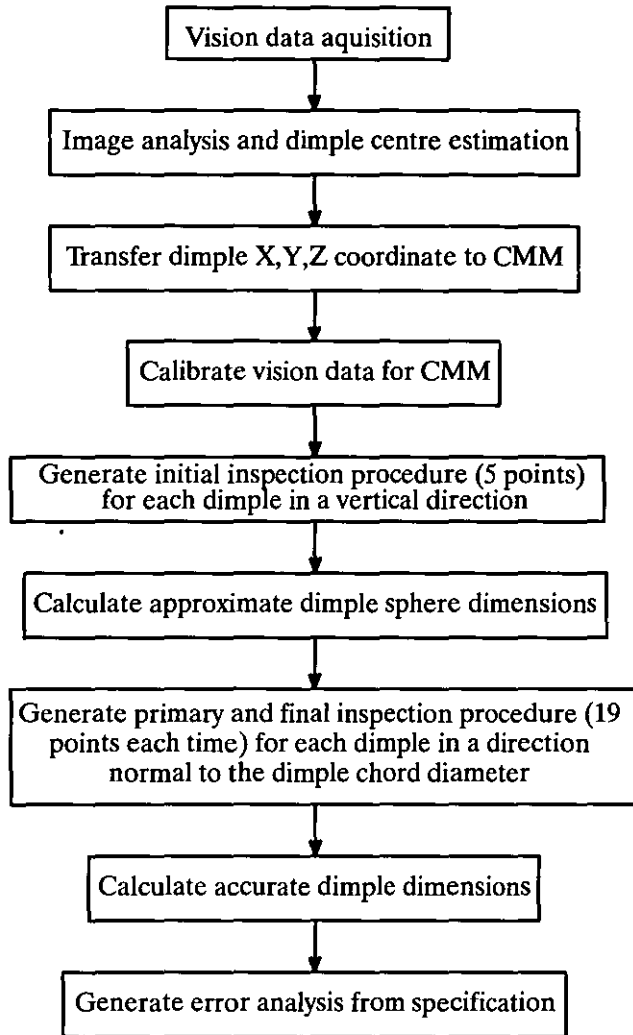 Vision data aquisition
Image analysis and dimple centre estimation
Transfer dimple X,Y,Z coordinate to CMM
Calibrate vision data for CMM
Generate initial inspection procedure (5 points)
for each dimple in a vertical direction
Calculate approximate dimple sphere dimensions
Generate primary and final inspection procedure (19
points each time) for each dimple in a direction
normal to the dimple chord diameter
Calculate accurate dimple dimensions
Generate error analysis from specification